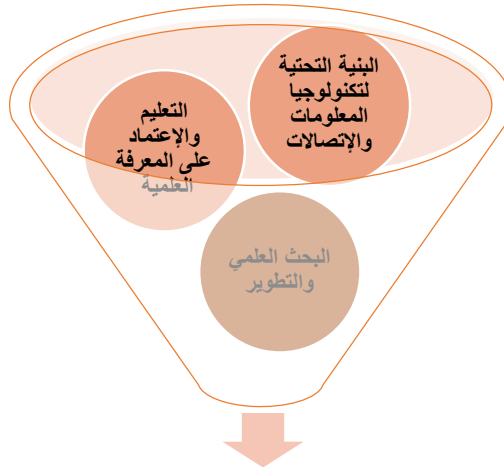 البنية التحتية
لتكنولوجيا
المعلومات
والإتصالات
التعليم
والإعتماد
على المعرفة
العلمية
البحث العلمي
والتطوير